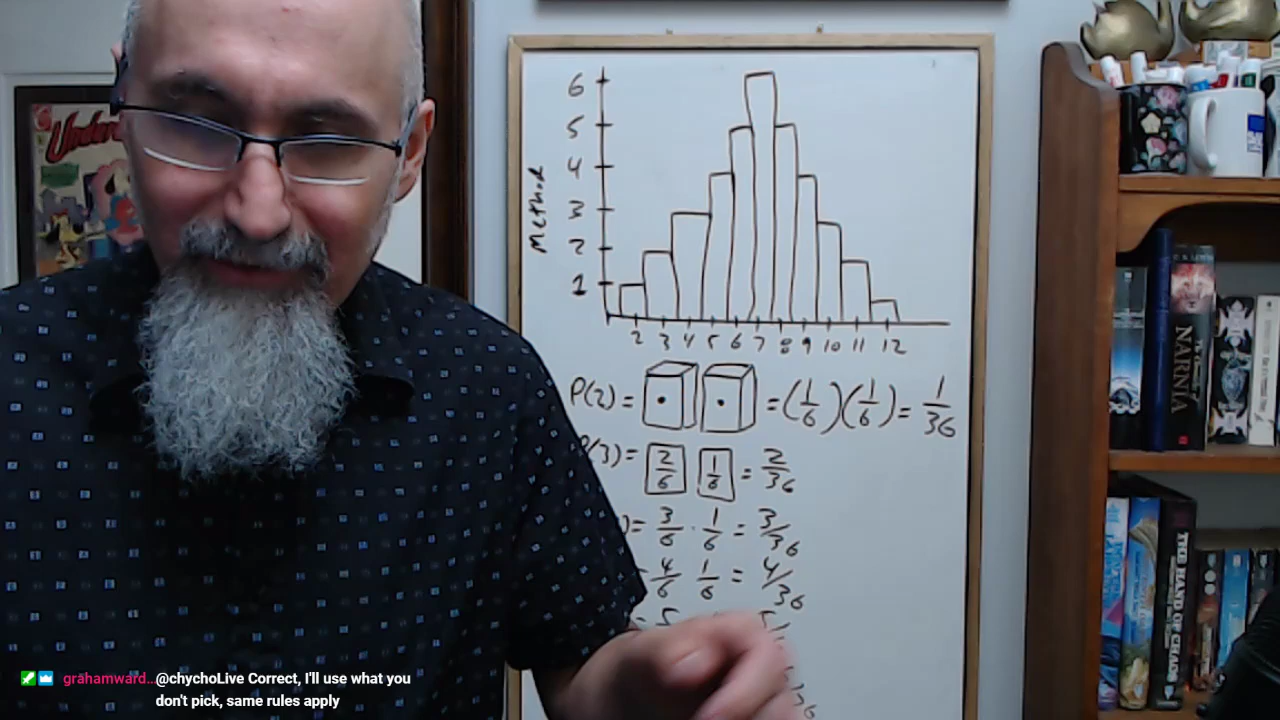 6
5
4
3
2
1
Method
2 3 4 5 6 7 8 9 10 11 12
P(2) = = (1/6)(1/6) = 1/36
(3) = 2/6 1/6 = 2/36
) = 3/6 · 1/6 = 3/36
4/6 1/6 = 4/36
= 5
NARNIA
THE HAND OF CHAOS
grahamward... @chychoLive Correct, I'll use what you
don't pick, same rules apply